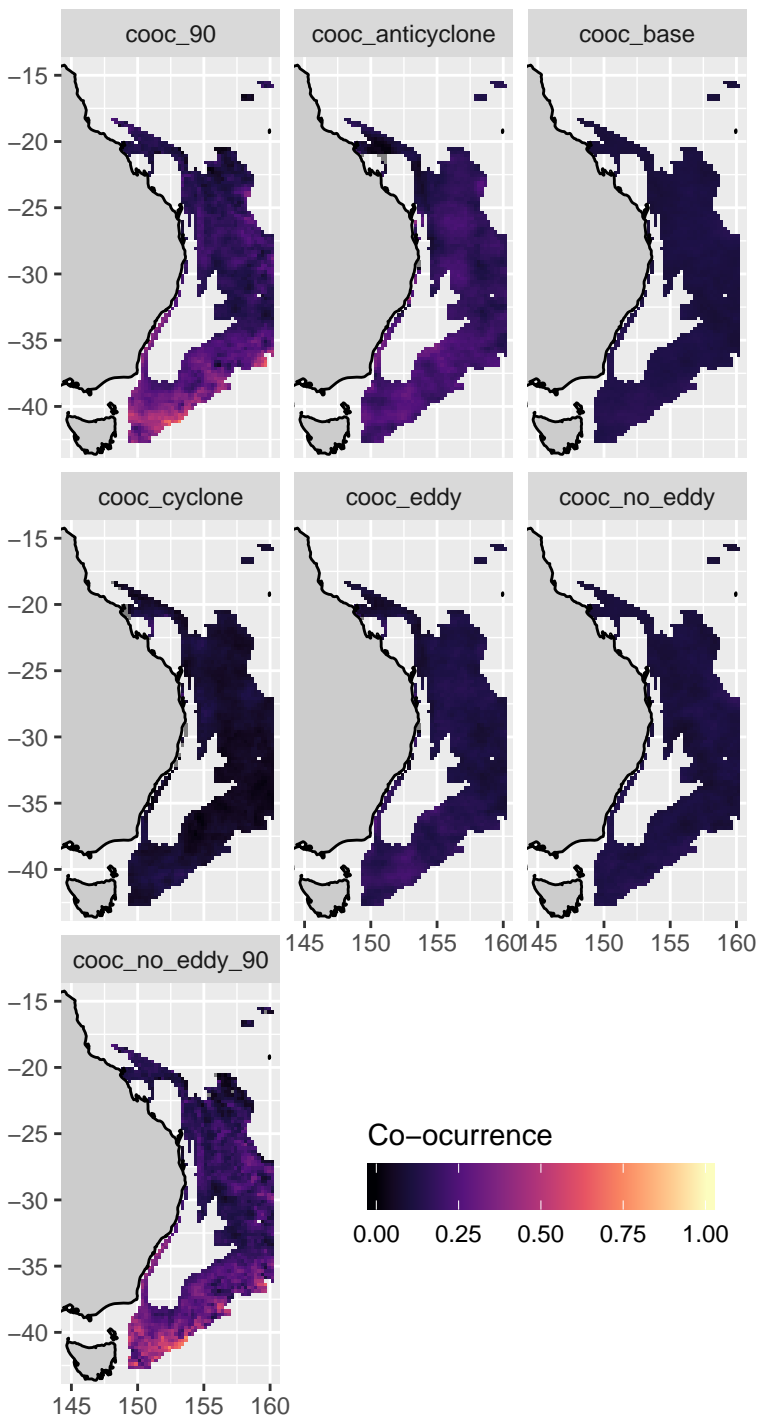 cooc_90 cooc_anticyclone cooc_base
−15
−20
−25
−30
−35
−40
cooc_cyclone cooc_eddy cooc_no_eddy
−15
−20
−25
−30
−35
−40
145 150 155 160 145 150 155 160
cooc_no_eddy_90
−15
−20
−25
−30
−35
−40
145 150 155 160
Co−ocurrence
0.00 0.25 0.50 0.75 1.00